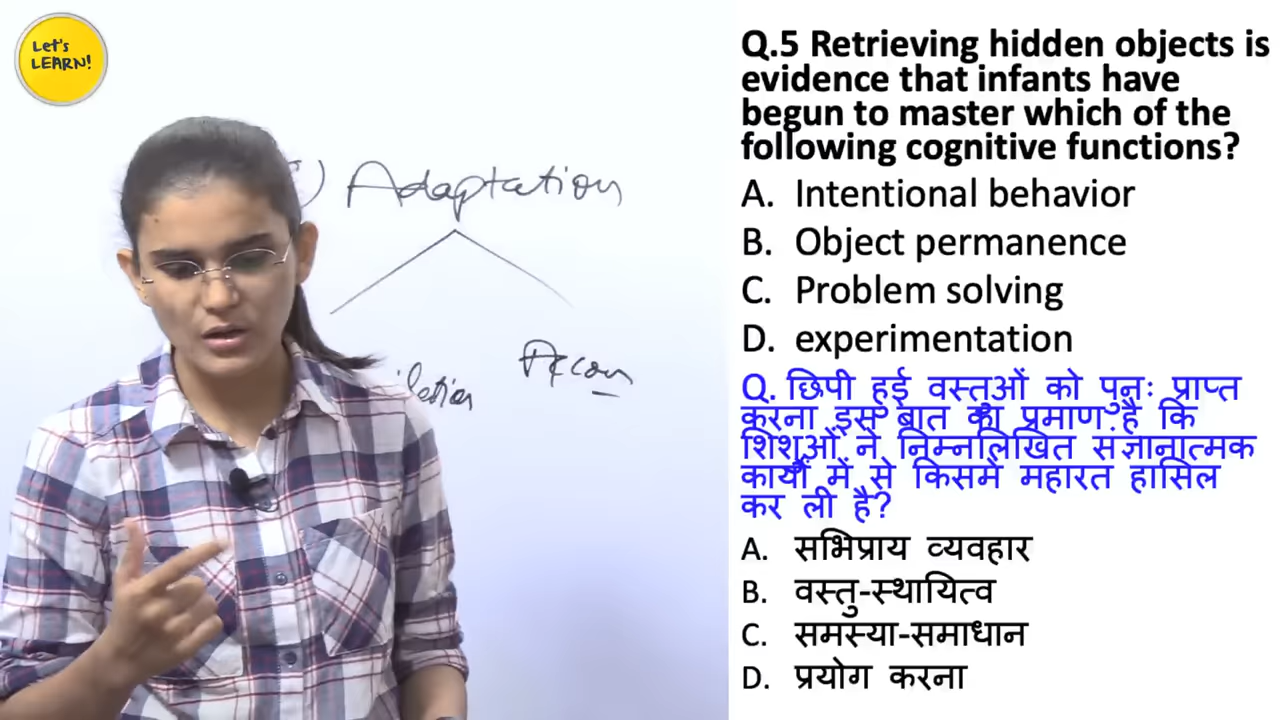 Let's
LEARN!
Adaptation
Accom
Q.5 Retrieving hidden objects is
evidence that infants have
begun to master which of the
following cognitive functions?
A. Intentional behavior
B. Object permanence
C. Problem solving
D. experimentation
Q. छिपी हुई वस्तुओं को पुनः प्राप्त
करना इस बात का प्रमाण है कि
शिशुओं ने निम्नलिखित संज्ञानात्मक
कार्यों में से किसमें महारत हासिल
कर ली है?
A. सभिप्राय व्यवहार
B. वस्तु-स्थायित्व
C. समस्या-समाधान
D. प्रयोग करना